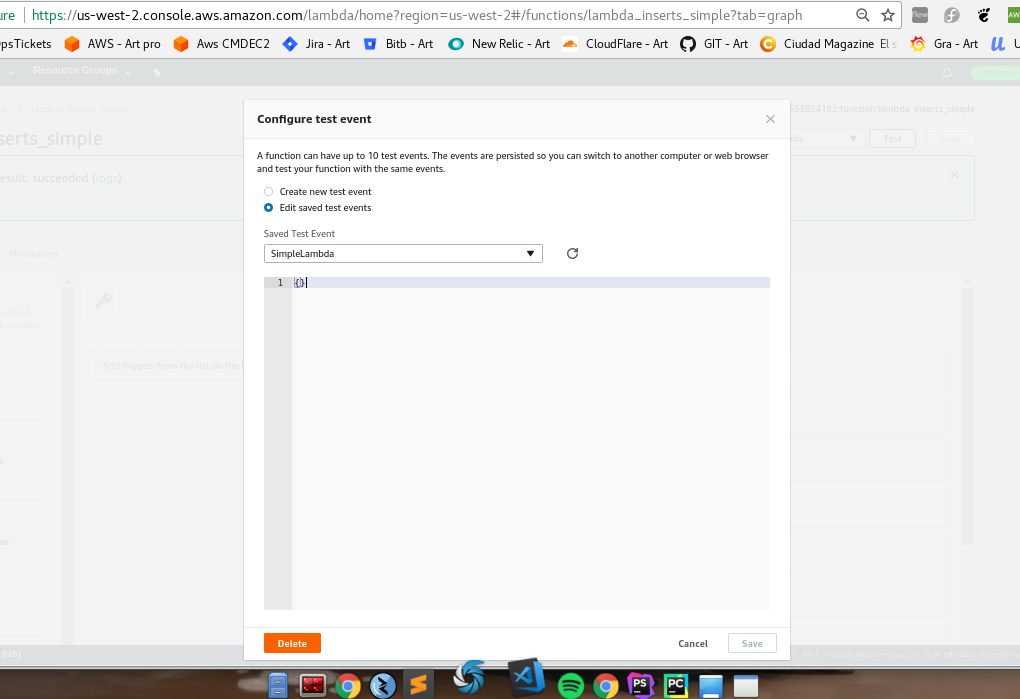 ure https://us-west-2.console.aws.amazon.com/lambda/home?region=us-west-2#/functions/lambda_inserts_simple?tab=graph
psTickets AWS - Art pro Aws CMDEC2 Jira - Art Bitb - Art New Relic - Art CloudFlare - Art GIT - Art Ciudad Magazine El s Gra - Art
Resource Groups
lambda_inserts_simple
553854182:function:lambda_inserts_simple
serts_simple
Test
Configure test event
esult: succeeded (logs)
A function can have up to 10 test events. The events are persisted so you can switch to another computer or web browser
and test your function with the same events.
Create new test event
Edit saved test events
Saved Test Event
SimpleLambda
Monitoring
1 {}
Add triggers from the list on the
Delete
Cancel
Save
(US)
PS
PC